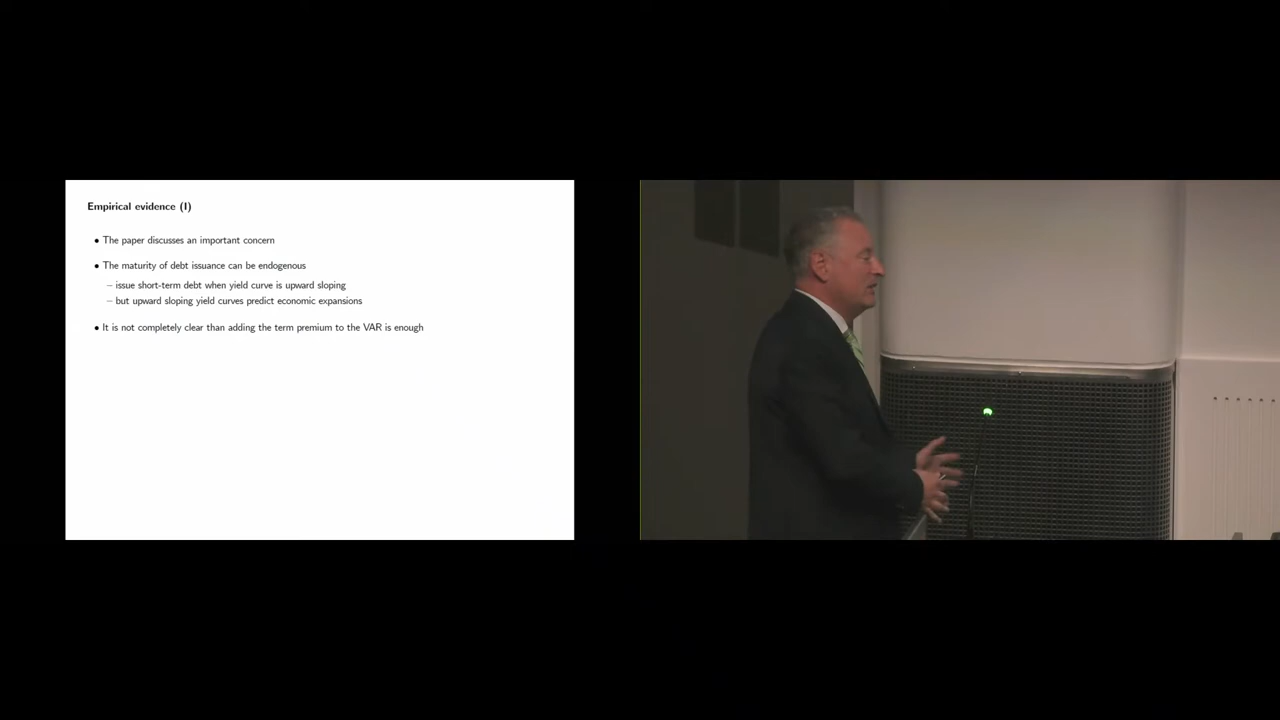 Empirical evidence (I)
• The paper discusses an important concern
• The maturity of debt issuance can be endogenous
– issue short-term debt when yield curve is upward sloping
– but upward sloping yield curves predict economic expansions
• It is not completely clear than adding the term premium to the VAR is enough